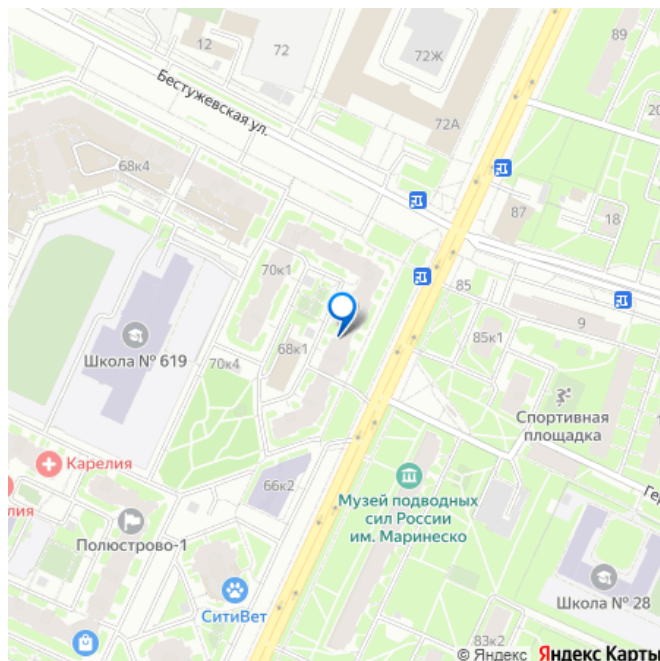 89
12
72
72Ж
Бестужевская ул.
72А
68к4
87
18
70к1
85
9
85к1
68к1
Школа № 619
70к4
Спортивная
площадка
Карелия
66к2
Музей подводных
сил России
им. Маринеско
Полюстрово-1
Школа № 28
СитиВет
83к2
© Яндекс Яндекс Карты